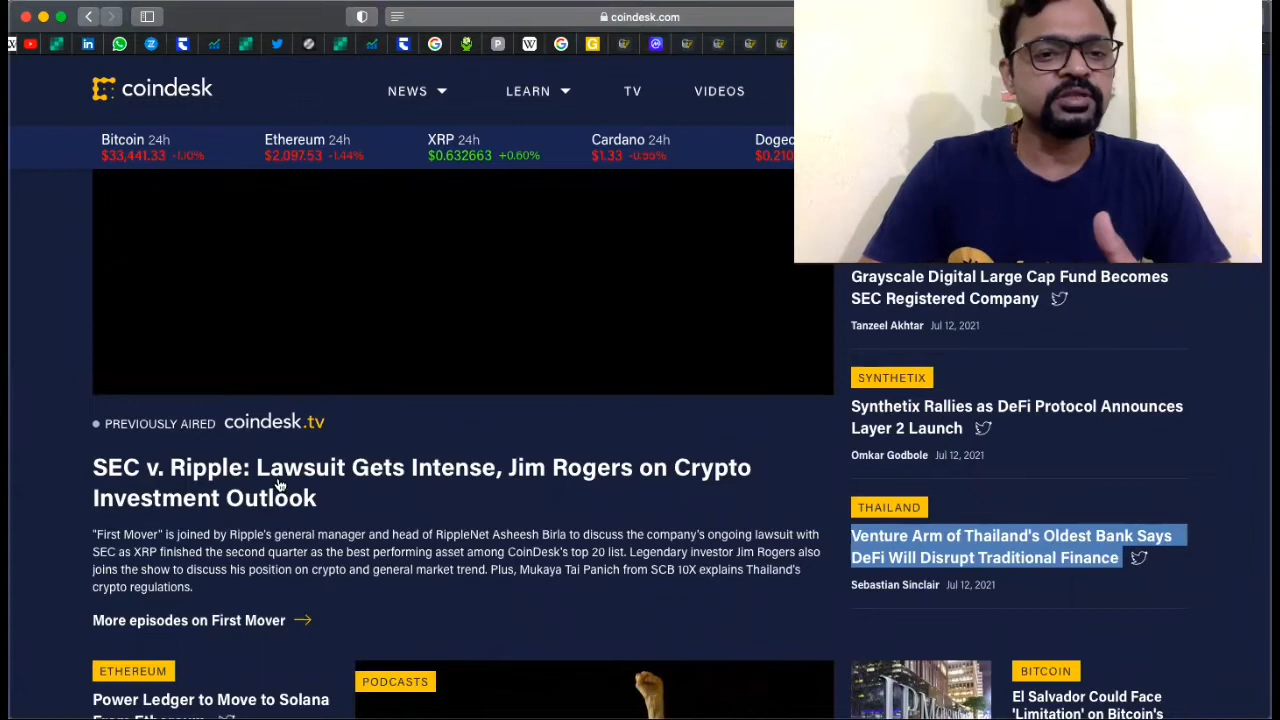 coindesk.com
coindesk
NEWS
LEARN
TV
VIDEOS
Bitcoin 24h
$33,441.33 -1.10%
Ethereum 24h
$2,097.53 -1.44%
XRP 24h
$0.632663 +0.60%
Cardano 24h
$1.33
Dogec
$0.210
PREVIOUSLY AIRED coindesk.tv
SEC v. Ripple: Lawsuit Gets Intense, Jim Rogers on Crypto
Investment Outlook
"First Mover" is joined by Ripple's general manager and head of RippleNet Asheesh Birla to discuss the company's ongoing lawsuit with
SEC as XRP finished the second quarter as the best performing asset among CoinDesk's top 20 list. Legendary investor Jim Rogers also
joins the show to discuss his position on crypto and general market trend. Plus, Mukaya Tai Panich from SCB 10X explains Thailand's
crypto regulations.
More episodes on First Mover
ETHEREUM
Power Ledger to Move to Solana
From Ethereum
PODCASTS
Grayscale Digital Large Cap Fund Becomes
SEC Registered Company
Tanzeel Akhtar Jul 12, 2021
SYNTHETIX
Synthetix Rallies as DeFi Protocol Announces
Layer 2 Launch
Omkar Godbole Jul 12, 2021
THAILAND
Venture Arm of Thailand's Oldest Bank Says
DeFi Will Disrupt Traditional Finance
Sebastian Sinclair Jul 12, 2021
BITCOIN
El Salvador Could Face
'Limitation' on Bitcoin's